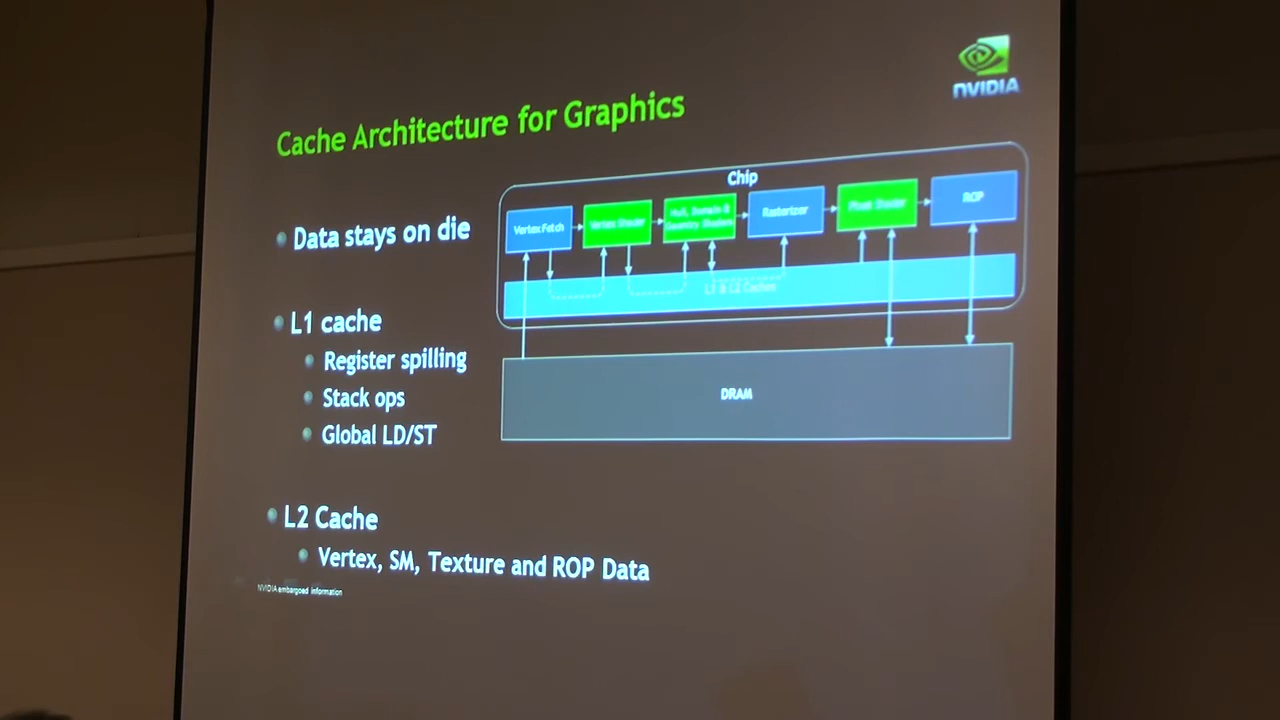 NVIDIA
Cache Architecture for Graphics
Chip
Vertex Fetch
Vertex Shader
Hull, Domain &
Geometry Shaders
Rasterizer
Pixel Shader
ROP
L1 & L2 Caches
DRAM
Data stays on die
L1 cache
Register spilling
Stack ops
Global LD/ST
L2 Cache
Vertex, SM, Texture and ROP Data
NVIDIA embargoed information